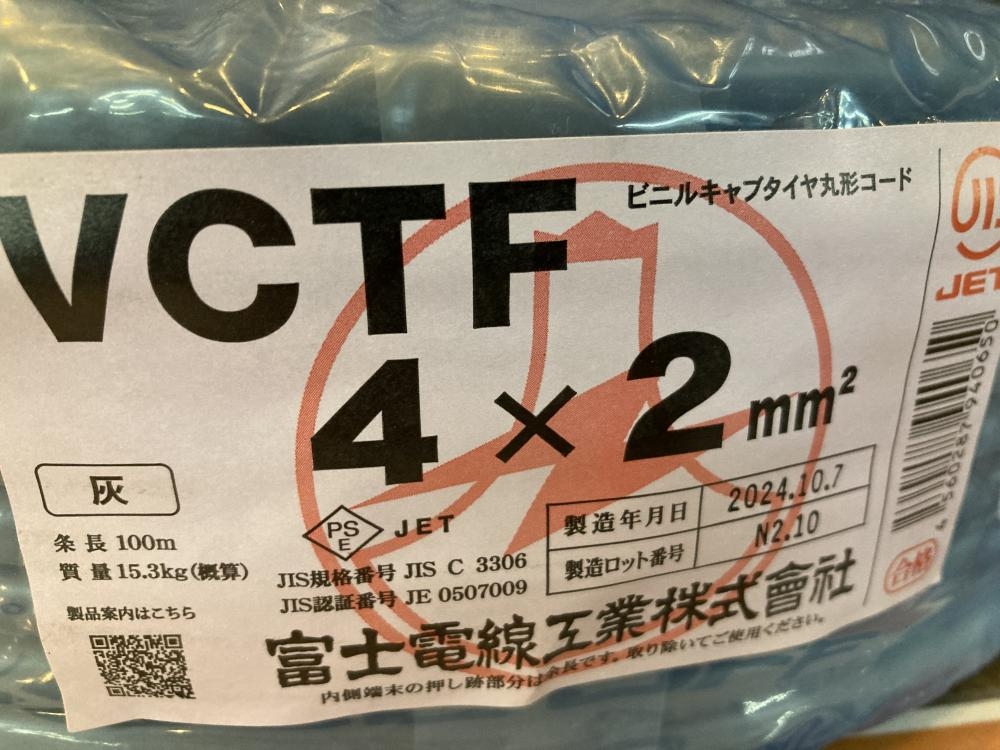 VCTF
ビニルキャブタイヤ丸形コード
4×2mm²
灰
条長 100m
質量 15.3kg(概算)
製品案内はこちら
PS
E
JET
JIS規格番号 JIS C 3306
JIS認証番号 JE 0507009
製造年月日 2024.10.7
製造ロット番号 N2.10
富士電線工業株式會社
内側端末の押し跡部分は余長です。取り除いてご使用ください。
JET
4560287940650
合格